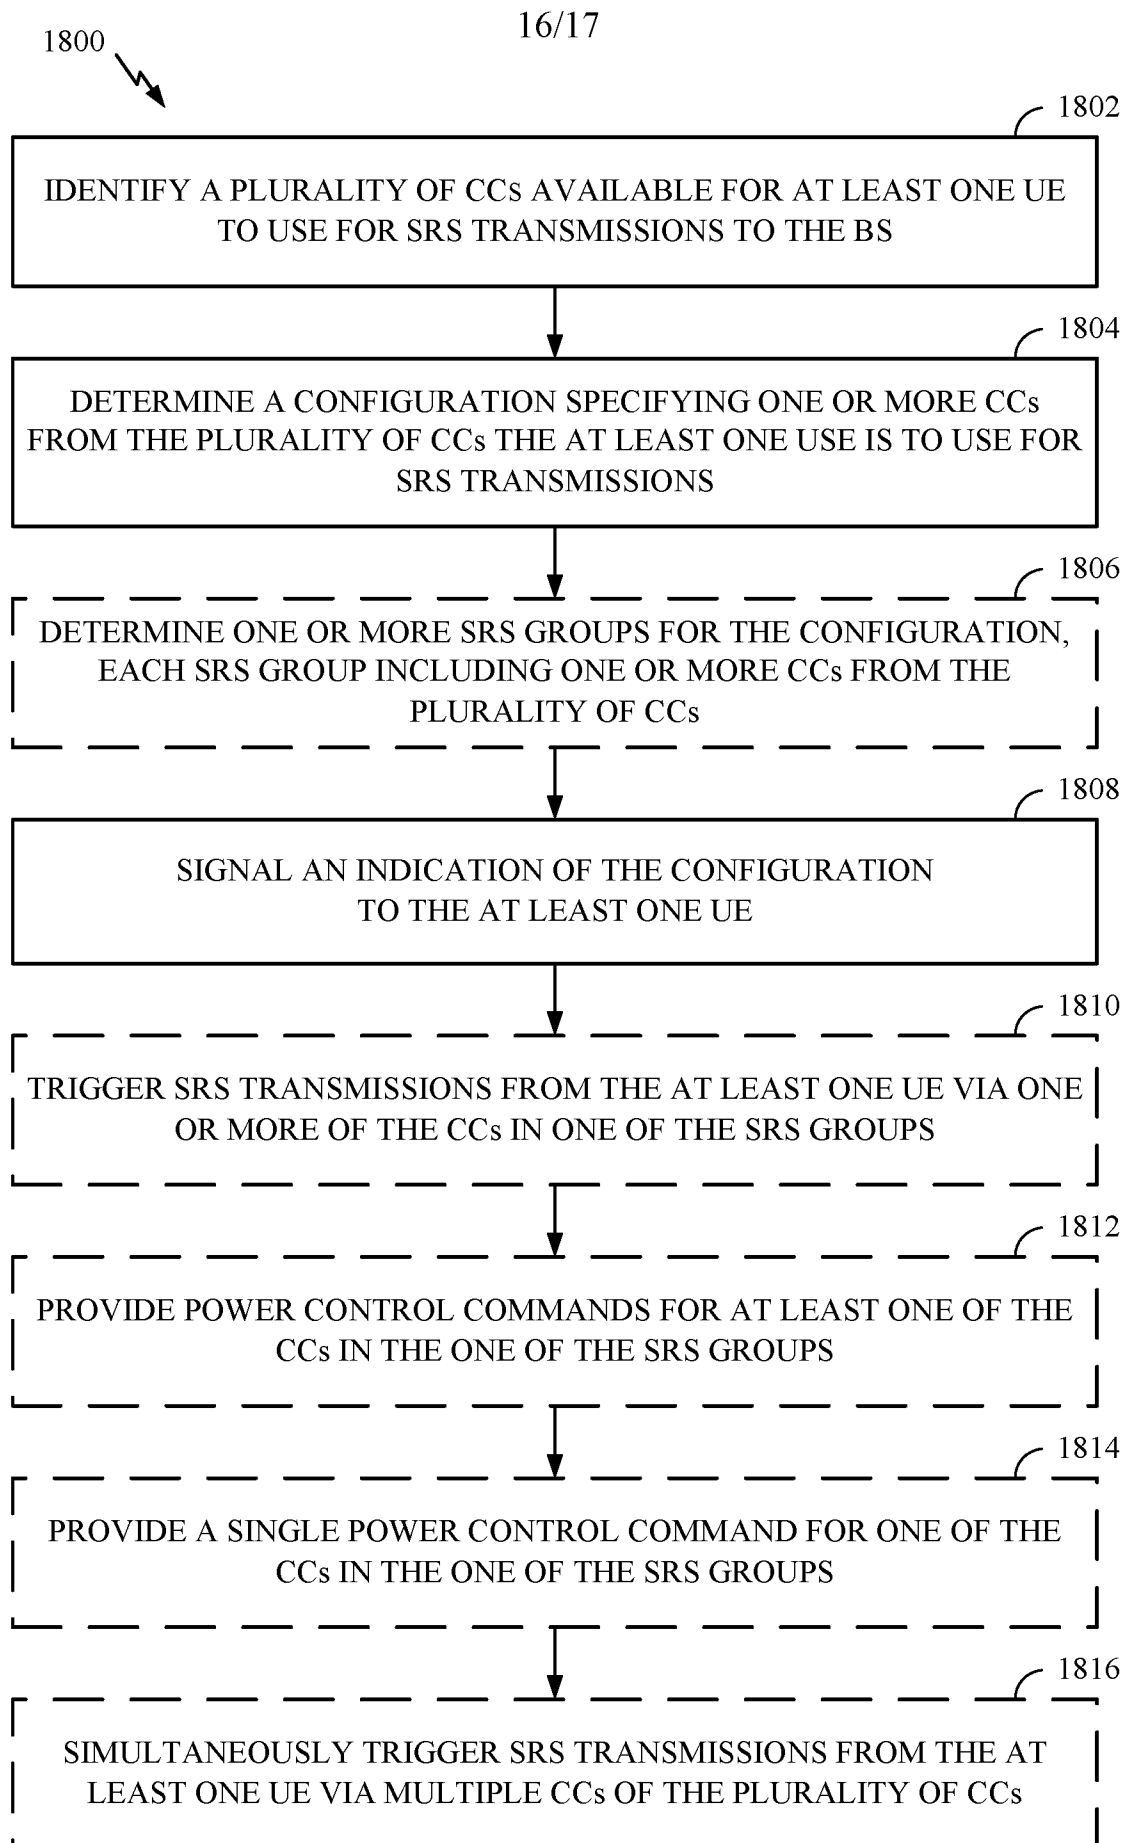 16/17
1800
1802
IDENTIFY A PLURALITY OF CCs AVAILABLE FOR AT LEAST ONE UE
TO USE FOR SRS TRANSMISSIONS TO THE BS
1804
DETERMINE A CONFIGURATION SPECIFYING ONE OR MORE CCs
FROM THE PLURALITY OF CCs THE AT LEAST ONE USE IS TO USE FOR
SRS TRANSMISSIONS
1806
DETERMINE ONE OR MORE SRS GROUPS FOR THE CONFIGURATION,
EACH SRS GROUP INCLUDING ONE OR MORE CCs FROM THE
PLURALITY OF CCs
1808
SIGNAL AN INDICATION OF THE CONFIGURATION
TO THE AT LEAST ONE UE
1810
TRIGGER SRS TRANSMISSIONS FROM THE AT LEAST ONE UE VIA ONE
OR MORE OF THE CCs IN ONE OF THE SRS GROUPS
1812
PROVIDE POWER CONTROL COMMANDS FOR AT LEAST ONE OF THE
CCs IN THE ONE OF THE SRS GROUPS
1814
PROVIDE A SINGLE POWER CONTROL COMMAND FOR ONE OF THE
CCs IN THE ONE OF THE SRS GROUPS
1816
SIMULTANEOUSLY TRIGGER SRS TRANSMISSIONS FROM THE AT
LEAST ONE UE VIA MULTIPLE CCs OF THE PLURALITY OF CCs